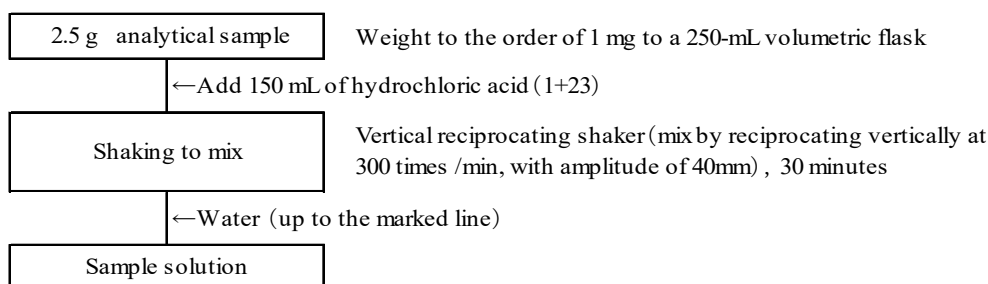 2.5 g analytical sample
Weight to the order of 1 mg to a 250-mL volumetric flask
←Add 150 mL of hydrochloric acid (1+23)
Shaking to mix
Vertical reciprocating shaker (mix by reciprocating vertically at
300 times /min, with amplitude of 40mm) , 30 minutes
←Water (up to the marked line)
Sample solution